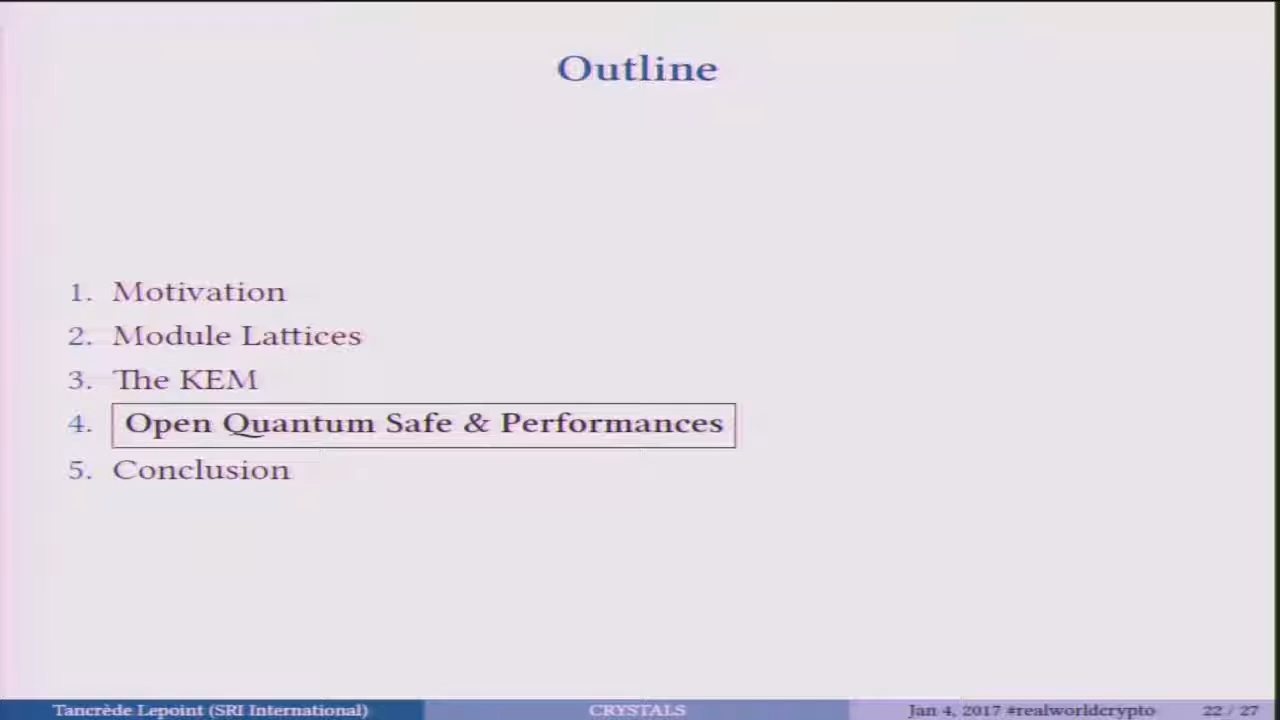 Outline
1. Motivation
2. Module Lattices
3. The KEM
4. Open Quantum Safe & Performances
5. Conclusion
Tancrède Lepoint (SRI International) CRYSTALS Jan 4, 2017 #realworldcrypto 22 / 27